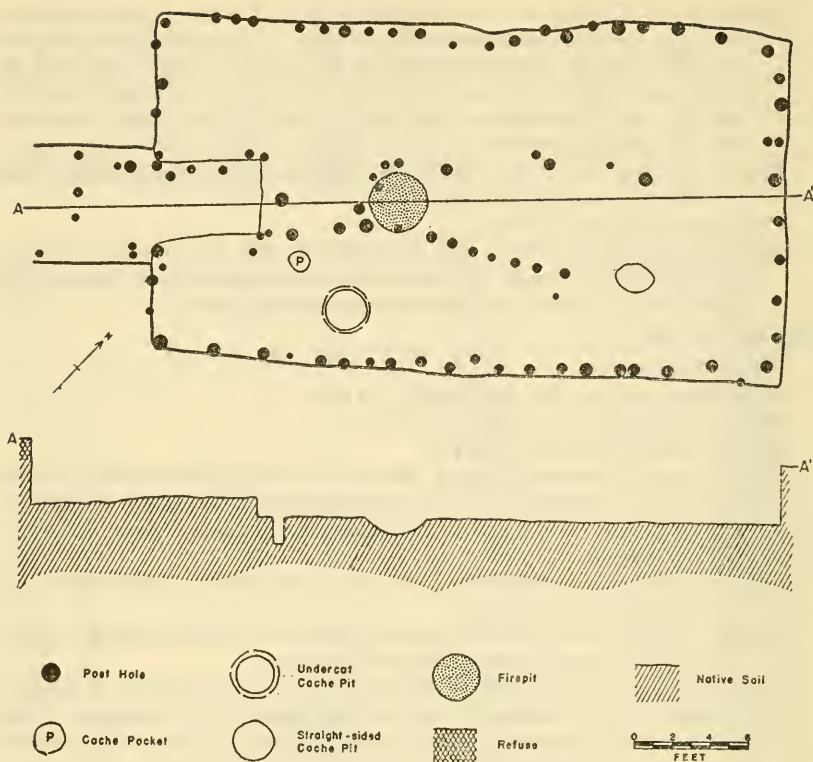 A
A'
P
N
A
A'
Post Hole
Undercut
Cache Pit
Firepit
Native Soil
P
Cache Pocket
Straight-sided
Cache Pit
Refuse
0 2 4 6
FEET